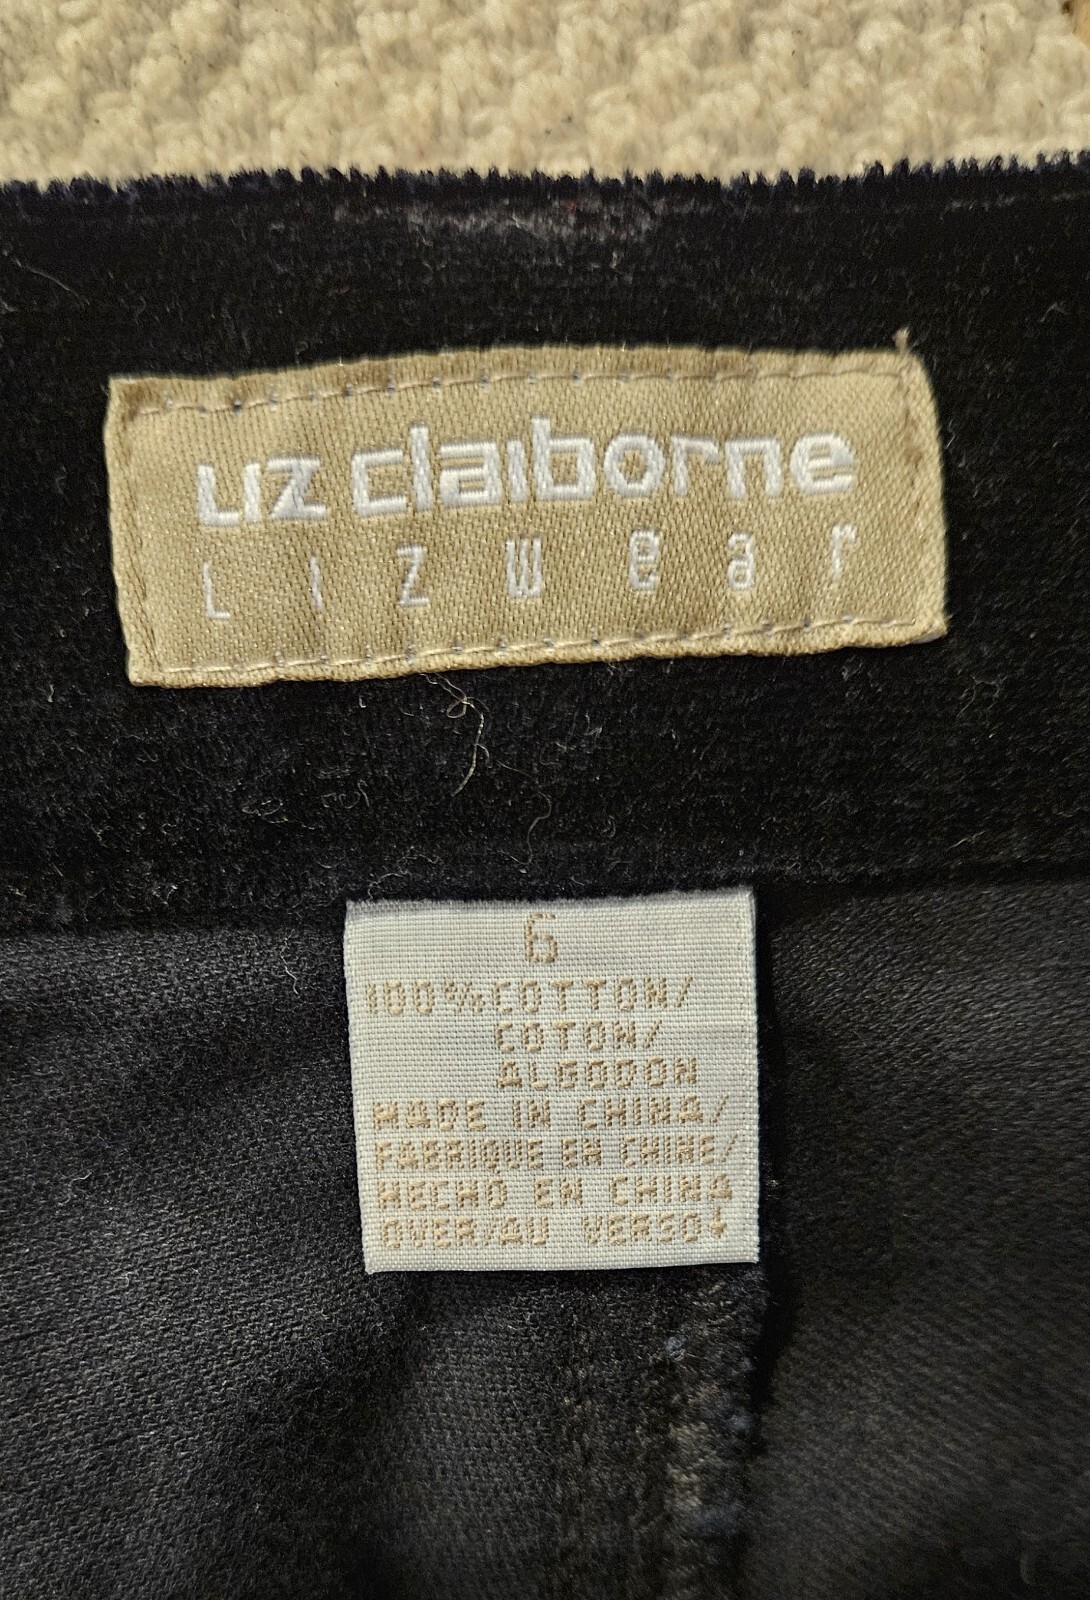 Liz claiborne
Lizwear
6
100% COTTON/
COTON/
ALGODON
MADE IN CHINA/
FABRIQUE EN CHINE/
HECHO EN CHINA
OVER/AU VERSO↓